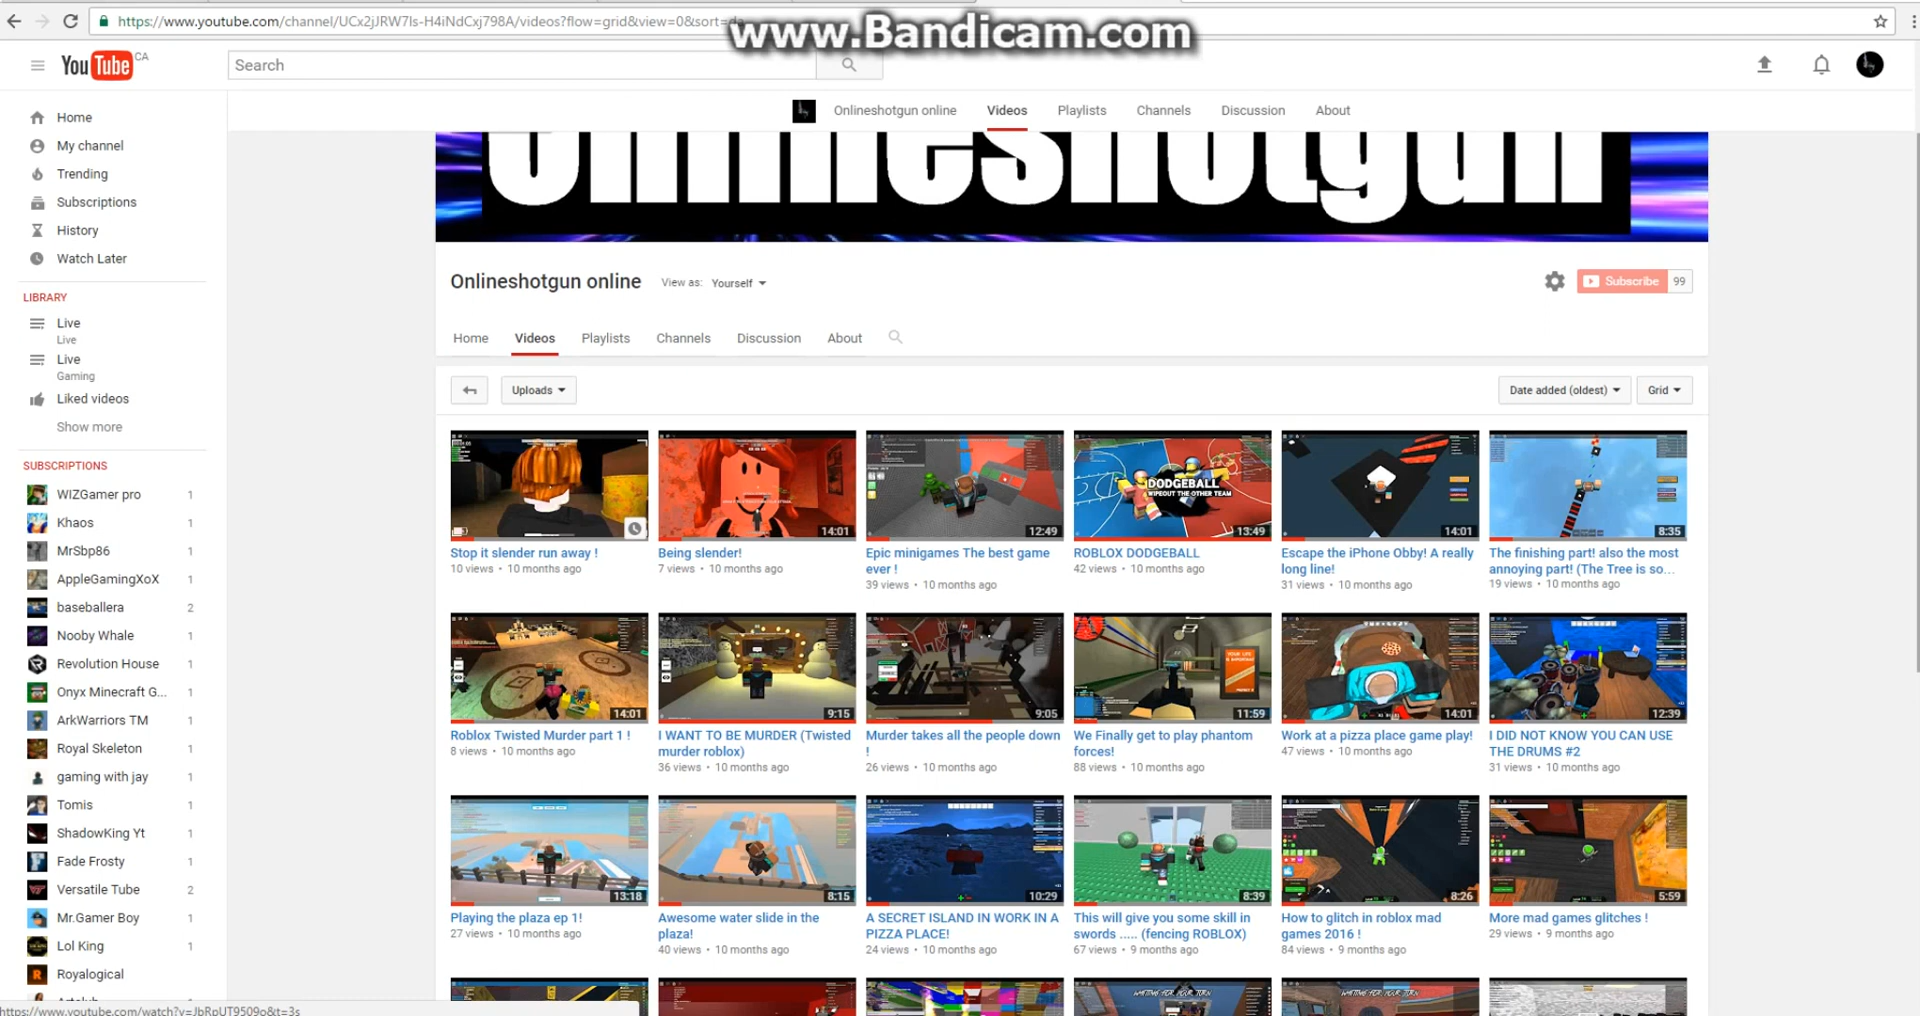 https://www.youtube.com/channel/UCx2jJRW7Is-H4iNdCxj798A/videos?flow=grid&view=0&sort=da
www.Bandicam.com
YouTube CA
Search
Onlineshotgun online Videos Playlists Channels Discussion About
Onlineshotgun
Home
My channel
Trending
Subscriptions
History
Watch Later
LIBRARY
Live
Live
Live
Gaming
Liked videos
Show more
SUBSCRIPTIONS
WIZGamer pro 1
Khaos 1
MrSbp86 1
AppleGamingXoX 1
baseballera 2
Nooby Whale 1
Revolution House 1
Onyx Minecraft G... 1
ArkWarriors TM 1
Royal Skeleton 1
gaming with jay 1
Tomis 1
ShadowKing Yt 1
Fade Frosty 1
Versatile Tube 2
Mr.Gamer Boy 1
Lol King 1
Royalogical
https://www.youtube.com/watch?v=JbRpUT9509o&t=3s
Onlineshotgun online View as: Yourself Subscribe 99
Home Videos Playlists Channels Discussion About
Uploads Date added (oldest) Grid
14:01 12:49 13:49 14:01 8:35
DODGEBALL
WIPEOUT THE OTHER TEAM
Stop it slender run away !
10 views • 10 months ago
Being slender!
7 views • 10 months ago
Epic minigames The best game
ever !
39 views • 10 months ago
ROBLOX DODGEBALL
42 views • 10 months ago
Escape the iPhone Obby! A really
long line!
31 views • 10 months ago
The finishing part! also the most
annoying part! (The Tree is so...
19 views • 10 months ago
14:01 9:15 9:05 11:59 14:01 12:39
Roblox Twisted Murder part 1 !
8 views • 10 months ago
I WANT TO BE MURDER (Twisted
murder roblox)
36 views • 10 months ago
Murder takes all the people down
!
26 views • 10 months ago
We Finally get to play phantom
forces!
88 views • 10 months ago
Work at a pizza place game play!
47 views • 10 months ago
I DID NOT KNOW YOU CAN USE
THE DRUMS #2
31 views • 10 months ago
13:18 8:15 10:29 8:39 8:26 5:59
Playing the plaza ep 1!
27 views • 10 months ago
Awesome water slide in the
plaza!
40 views • 10 months ago
A SECRET ISLAND IN WORK IN A
PIZZA PLACE!
24 views • 10 months ago
This will give you some skill in
swords ..... (fencing ROBLOX)
67 views • 9 months ago
How to glitch in roblox mad
games 2016 !
84 views • 9 months ago
More mad games glitches !
29 views • 9 months ago
WAITING FOR YOUR TURN
WAITING FOR YOUR TURN